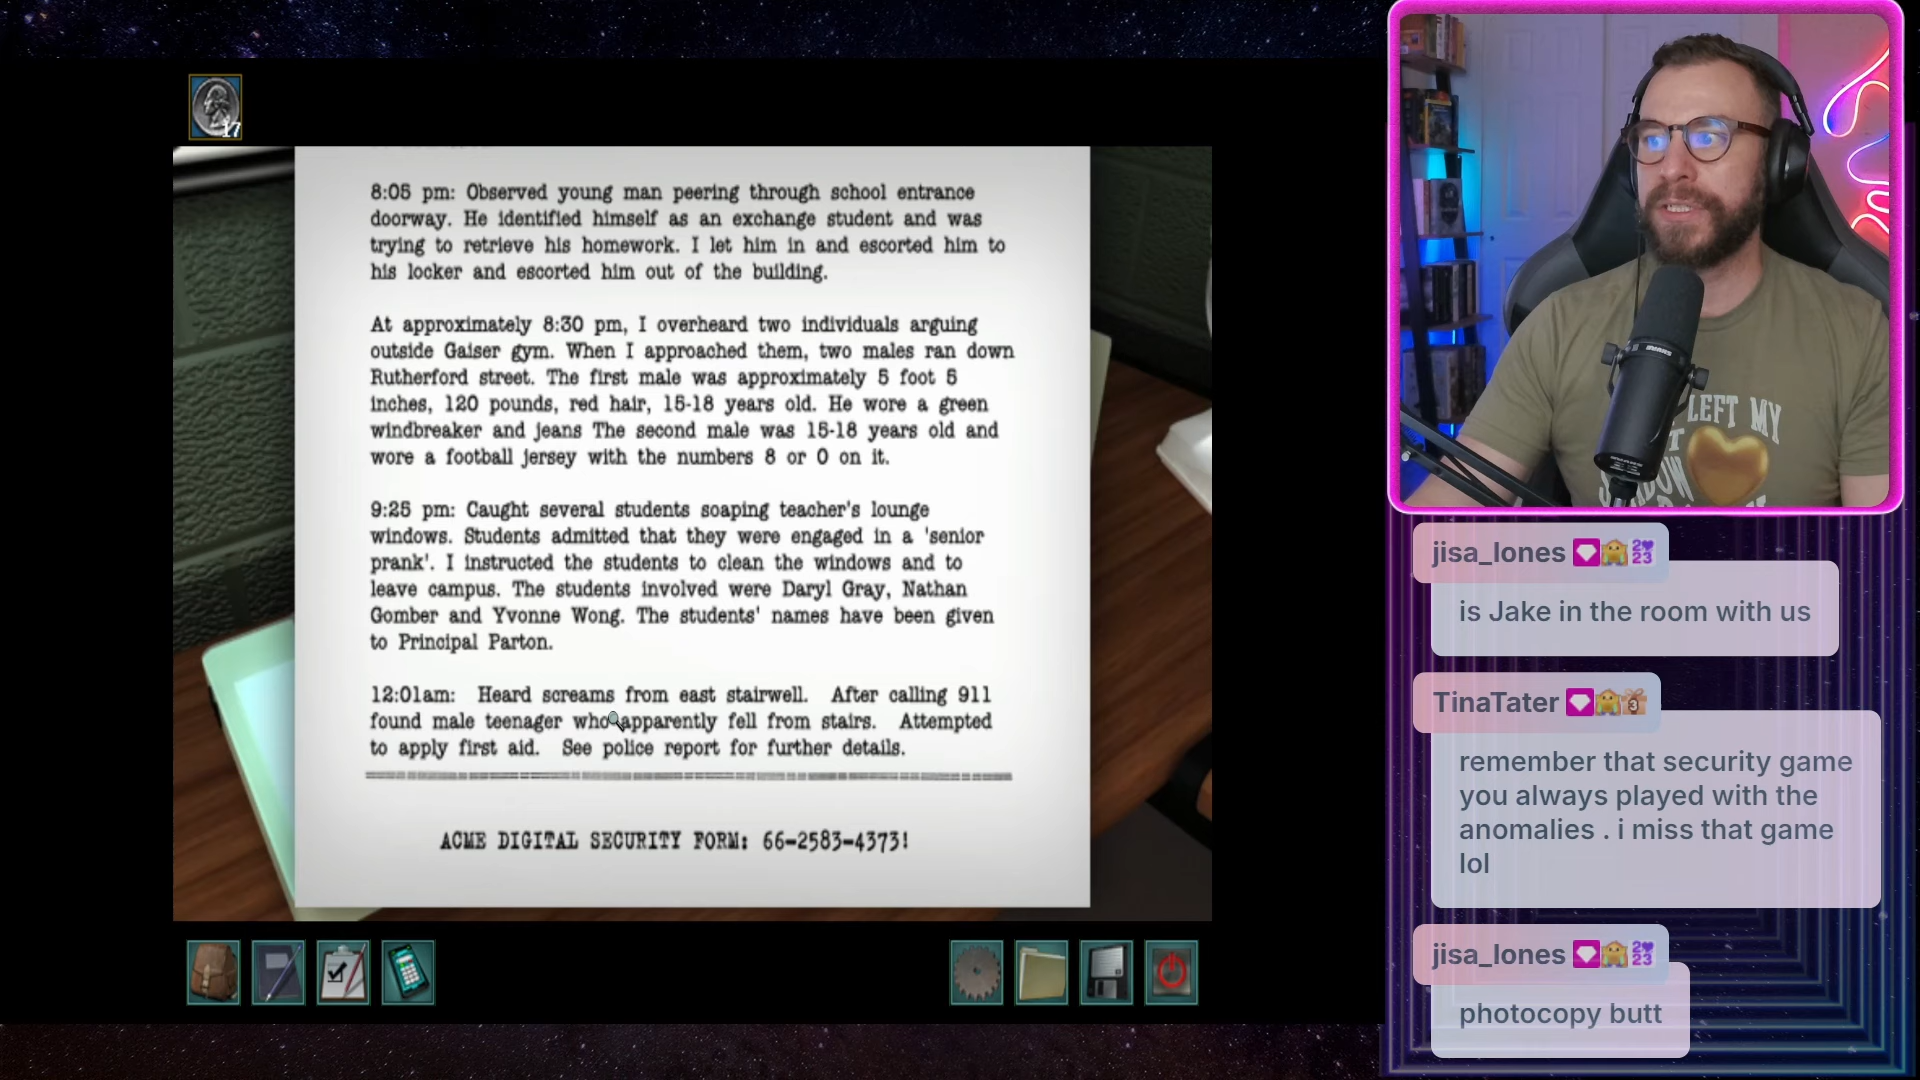 17
8:05 pm: Observed young man peering through school entrance
doorway. He identified himself as an exchange student and was
trying to retrieve his homework. I let him in and escorted him to
his locker and escorted him out of the building.
At approximately 8:30 pm, I overheard two individuals arguing
outside Gaiser gym. When I approached them, two males ran down
Rutherford street. The first male was approximately 5 foot 5
inches, 120 pounds, red hair, 15-18 years old. He wore a green
windbreaker and jeans The second male was 15-18 years old and
wore a football jersey with the numbers 8 or 0 on it.
9:25 pm: Caught several students soaping teacher's lounge
windows. Students admitted that they were engaged in a 'senior
prank'. I instructed the students to clean the windows and to
leave campus. The students involved were Daryl Gray, Nathan
Gomber and Yvonne Wong. The students' names have been given
to Principal Parton.
12:01am: Heard screams from east stairwell. After calling 911
found male teenager who apparently fell from stairs. Attempted
to apply first aid. See police report for further details.
ACME DIGITAL SECURITY FORM: 66-2583-4373!
LEFT MY
jisa_lones
is Jake in the room with us
TinaTater
remember that security game
you always played with the
anomalies . i miss that game
lol
jisa_lones
photocopy butt